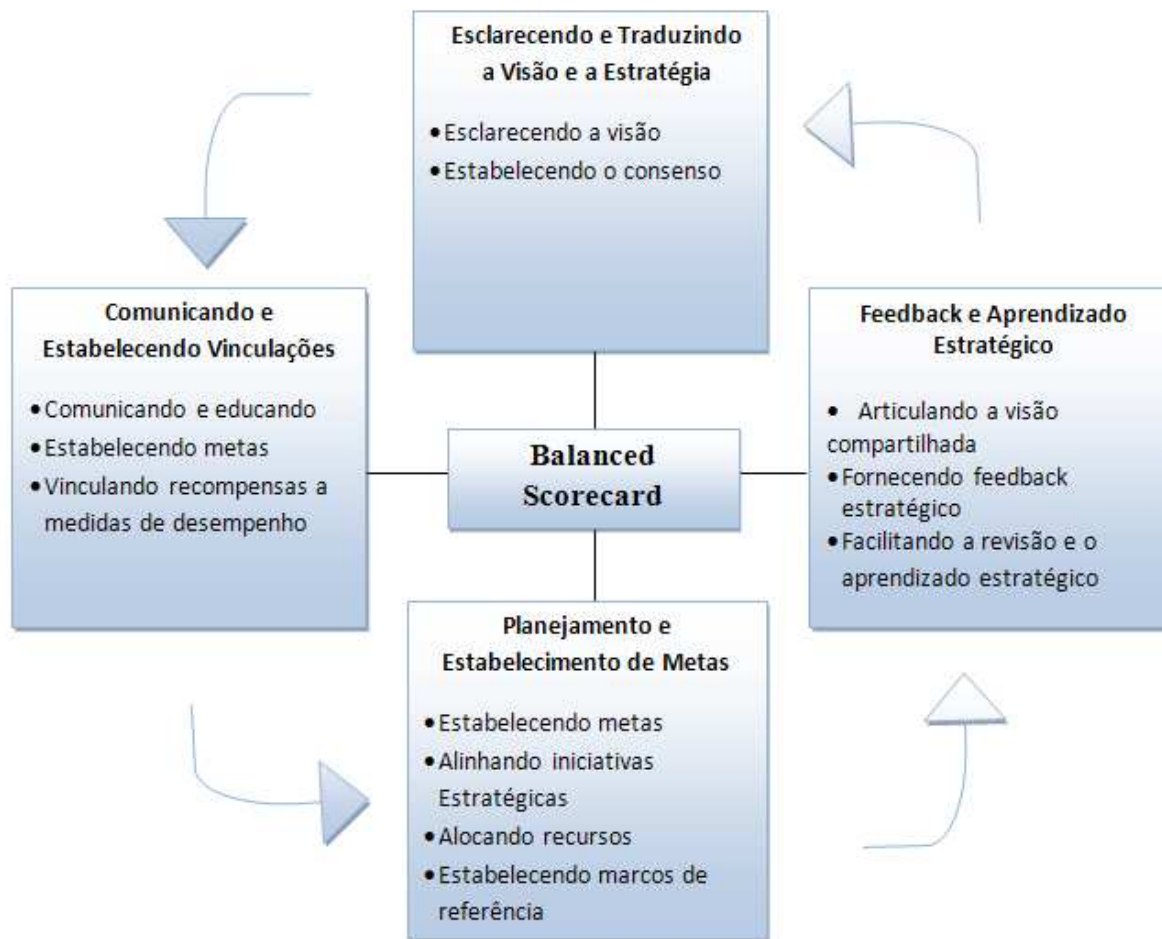 Esclarecendo e Traduzindo
a Visão e a Estratégia
• Esclarecendo a visão
• Estabelecendo o consenso
Comunicando e
Estabelecendo Vinculações
• Comunicando e educando
• Estabelecendo metas
• Vinculando recompensas a
medidas de desempenho
Balanced
Scorecard
Feedback e Aprendizado
Estratégico
• Articulando a visão
compartilhada
• Fornecendo feedback
estratégico
• Facilitando a revisão e o
aprendizado estratégico
Planejamento e
Estabelecimento de Metas
• Estabelecendo metas
• Alinhando iniciativas
Estratégicas
• Alocando recursos
• Estabelecendo marcos de
referência